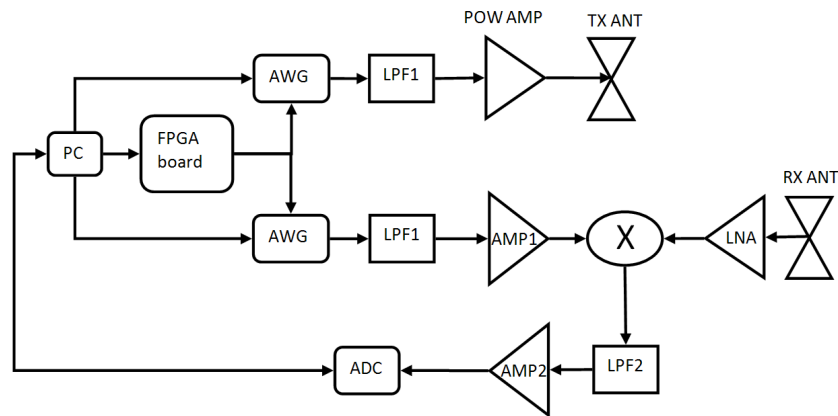 POW AMP
TX ANT
AWG
LPF1
FPGA
board
PC
RX ANT
AWG
LPF1
AMP1
X
LNA
ADC
AMP2
LPF2